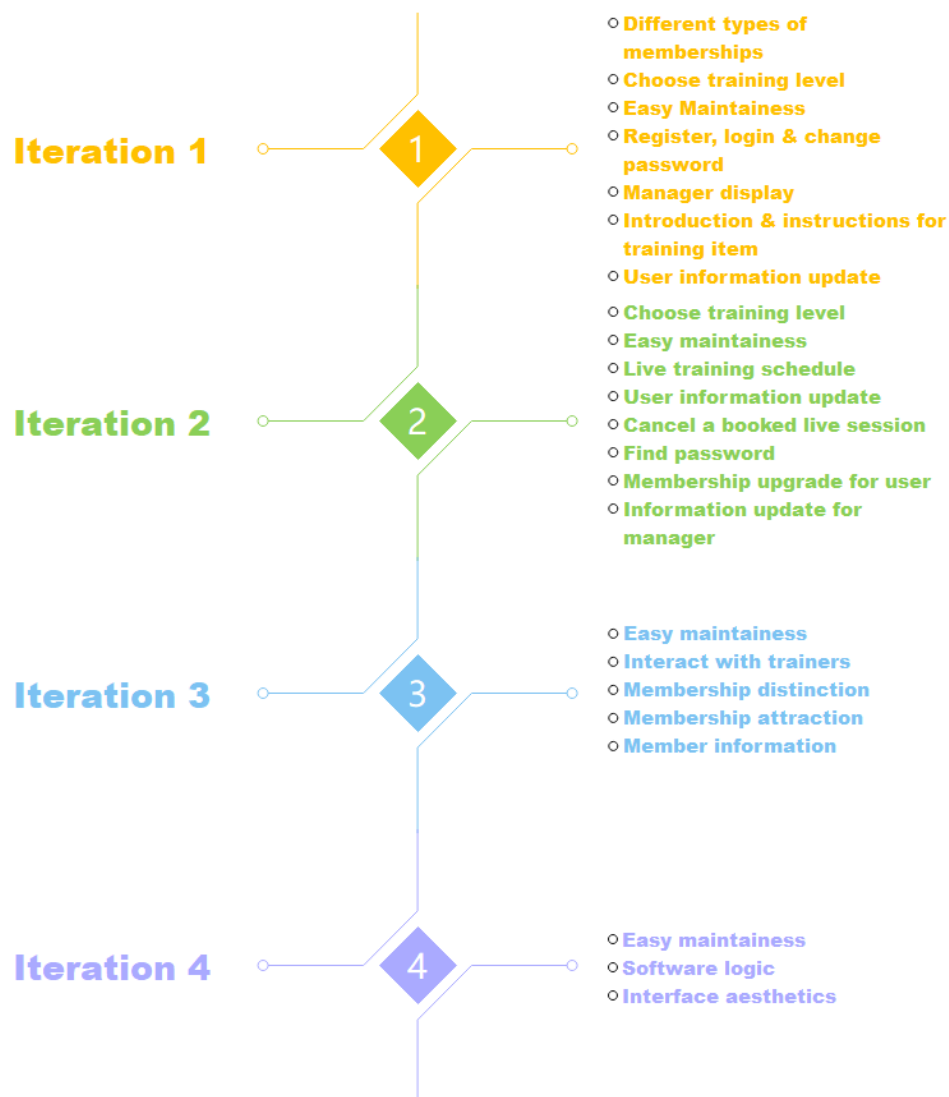 Different types of
memberships
Choose training level
Easy Maintainess
Iteration 1
1
Register, login & change
password
Manager display
Introduction & instructions for
training item
User information update
Choose training level
Easy maintainess
Live training schedule
User information update
Iteration 2
2
Cancel a booked live session
Find password
Membership upgrade for user
Information update for
manager
Easy maintainess
Interact with trainers
Iteration 3
3
Membership distinction
Membership attraction
Member information
Easy maintainess
Iteration 4
4
Software logic
Interface aesthetics